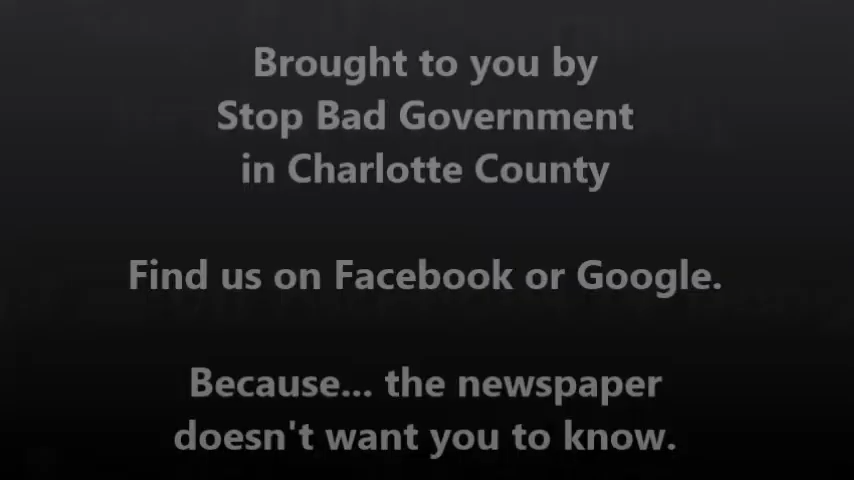 Brought to you by
Stop Bad Government
in Charlotte County
Find us on Facebook or Google.
Because... the newspaper
doesn't want you to know.